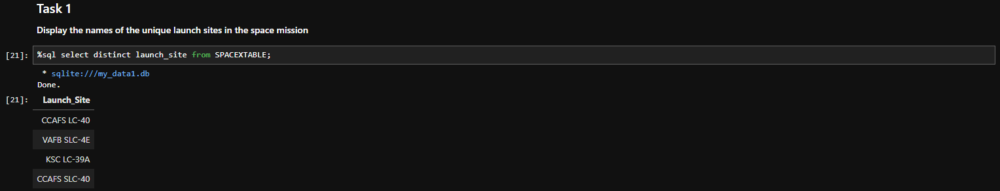 Task 1
Display the names of the unique launch sites in the space mission
[21]: %sql select distinct launch_site from SPACEXTABLE;
* sqlite:///my_data1.db
Done.
[21]: Launch_Site
CCAFS LC-40
VAFB SLC-4E
KSC LC-39A
CCAFS SLC-40